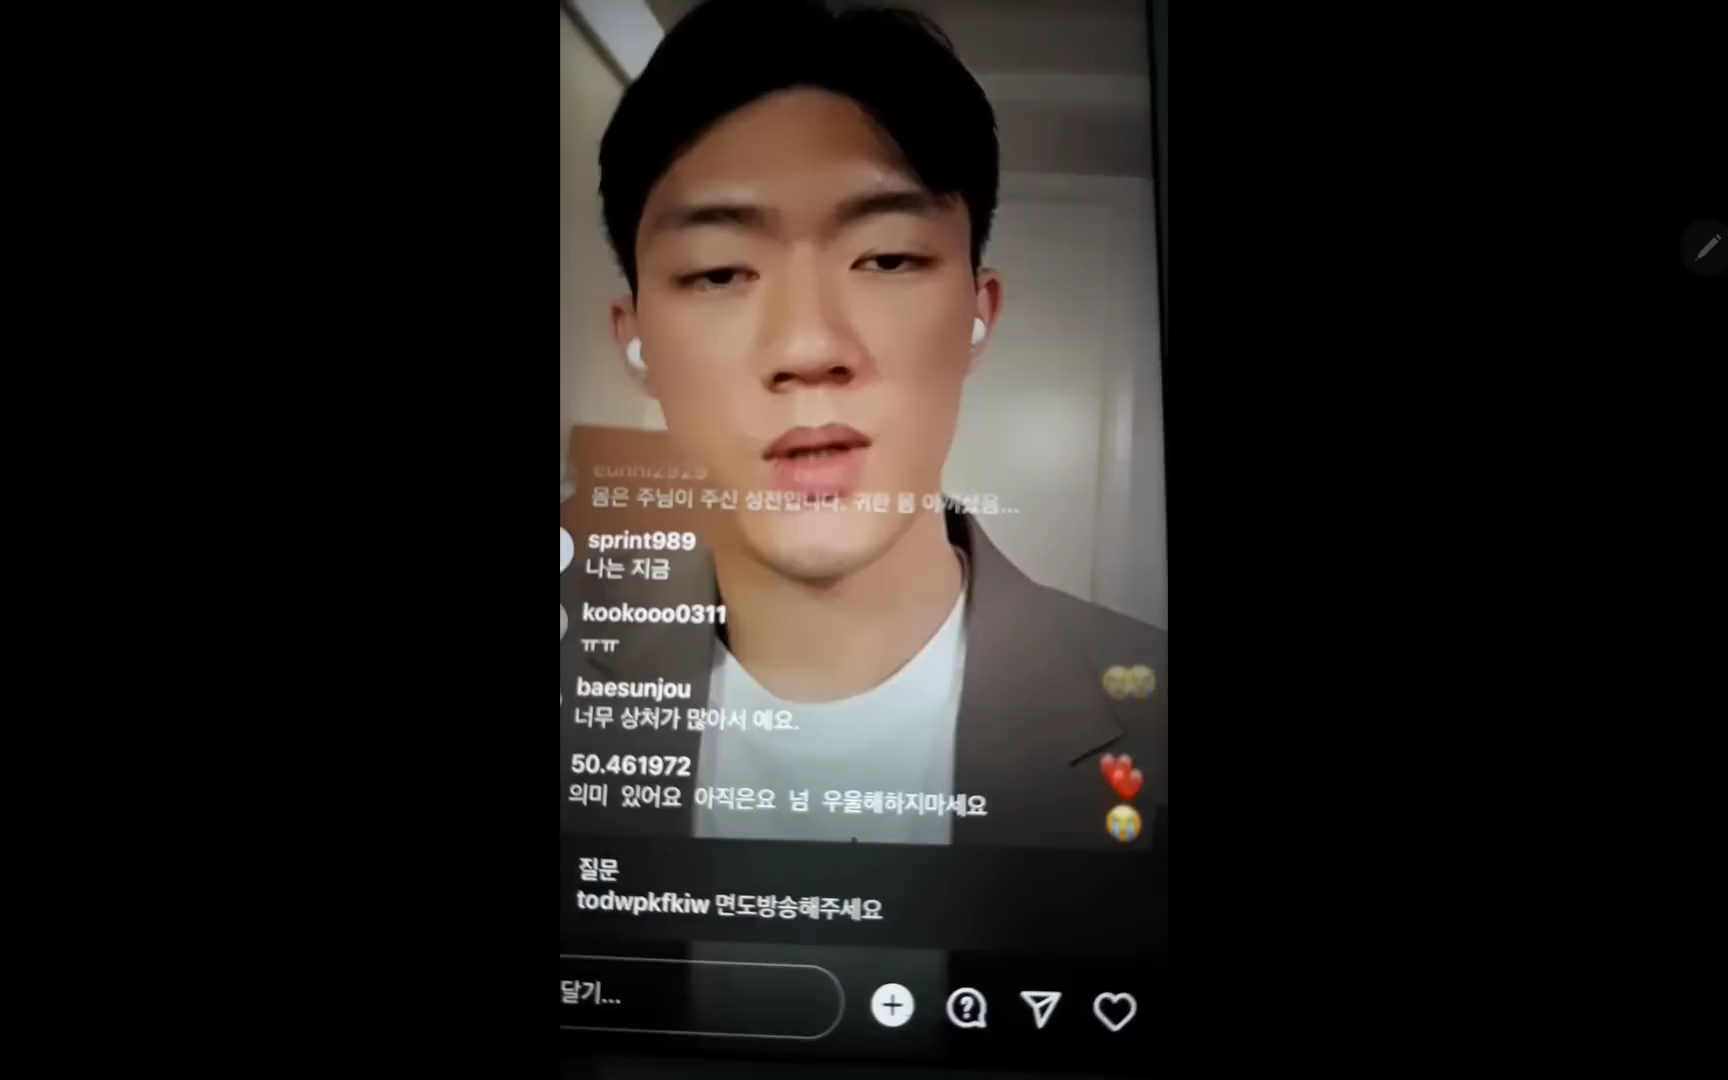 eunhi2929
몸은 주님이 주신 성전입니다. 귀한 몸 아끼셨음...
sprint989
나는 지금
kookooo0311
ㅠㅠ
baesunjou
너무 상처가 많아서 예요.
50.461972
의미 있어요 아직은요 넘 우울해하지마세요
질문
todwpkfkiw 면도방송해주세요
달기...